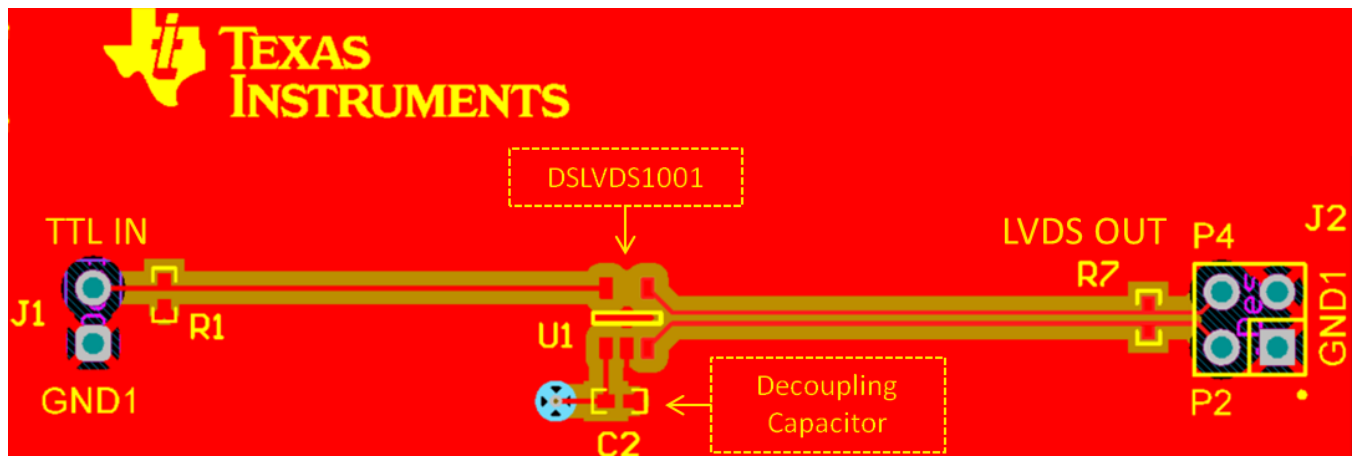 TEXAS
INSTRUMENTS
DSLVDS1001
TTL IN
LVDS OUT
P4
J2
R7
J1
R1
U1
GND1
GND1
Decoupling
Capacitor
P2
C2